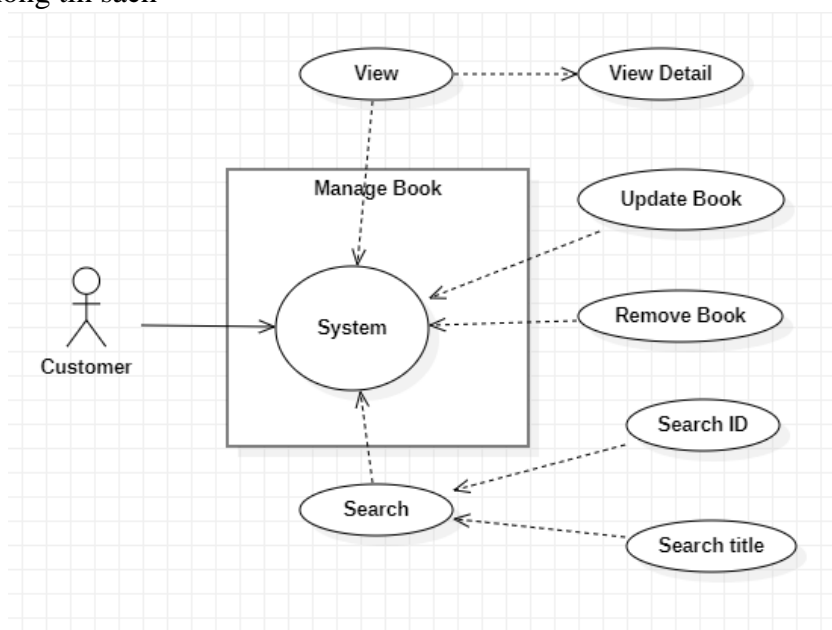 View
View Detail
Manage Book
Update Book
System
Remove Book
Customer
Search ID
Search
Search title